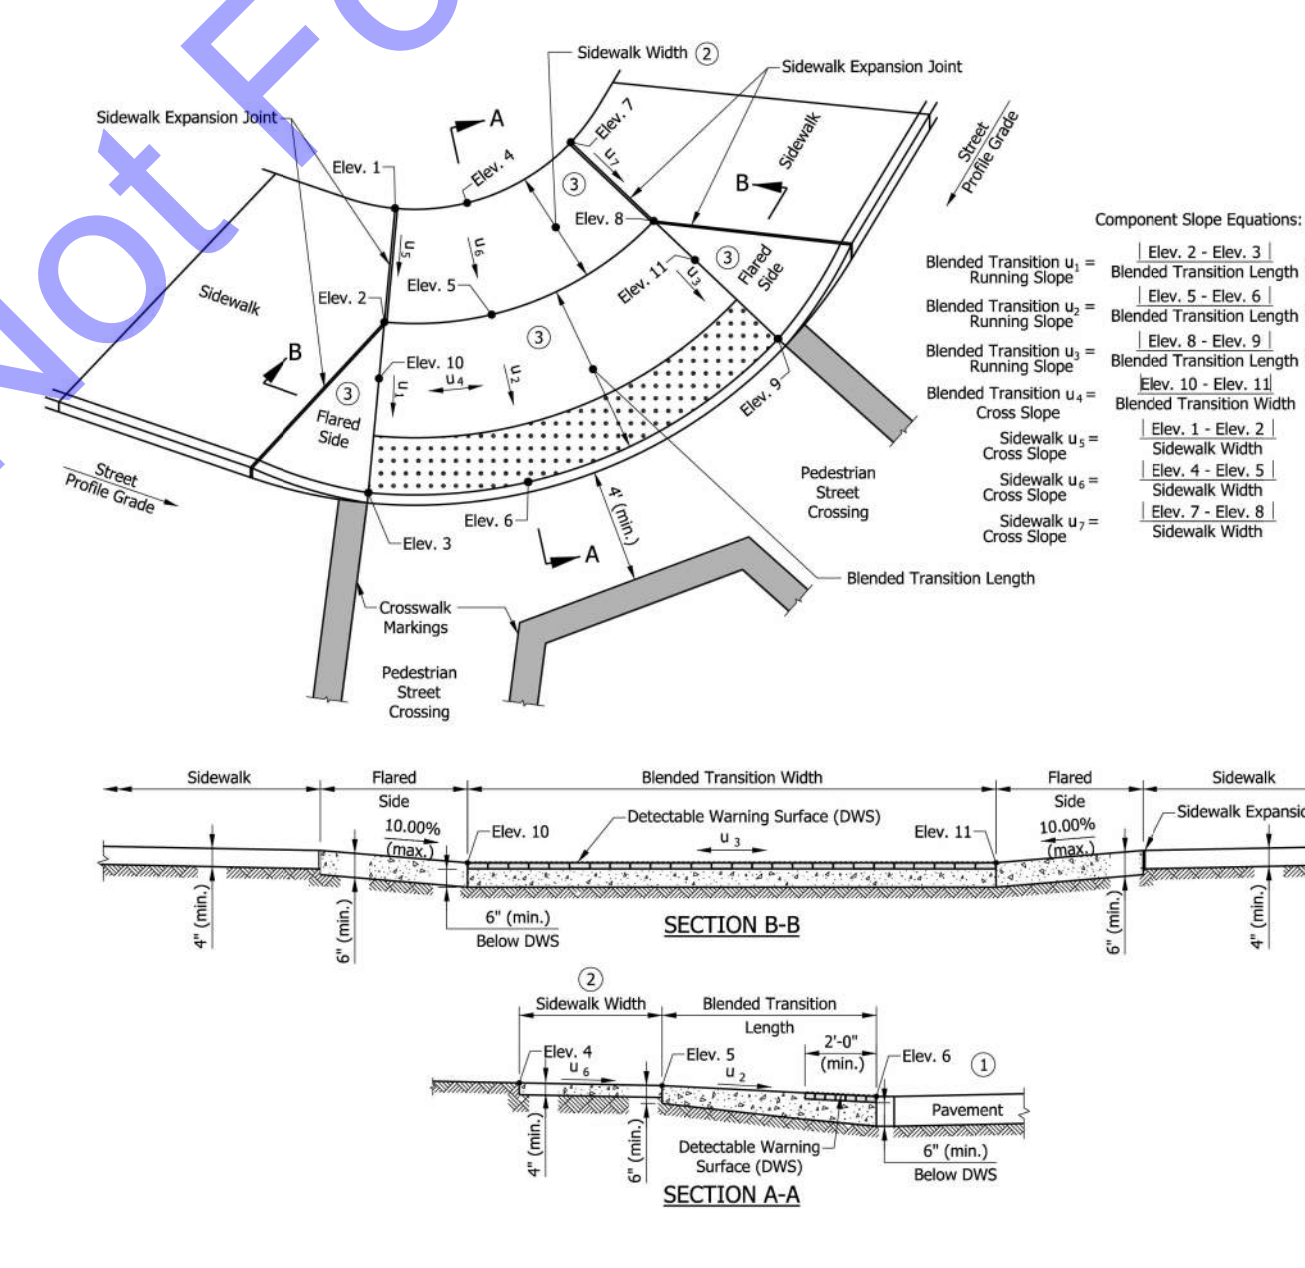 Not Fo
Sidewalk Width ②
Sidewalk Expansion Joint
Sidewalk Expansion Joint
A
Elev. 7
Elev. 1
Elev. 4
u7
③
Sidewalk
B
Street
Profile Grade
Elev. 8
u5
u6
③
Flared
Side
Elev. 11
u3
Sidewalk
Elev. 2
Elev. 5
③
B
Elev. 10
u1
u4
u2
③
Flared
Side
Elev. 9
Street
Profile Grade
Elev. 6
4' (min.)
Pedestrian
Street
Crossing
Elev. 3
A
Blended Transition Length
Crosswalk
Markings
Pedestrian
Street
Crossing
Component Slope Equations:
Blended Transition u1 = | Elev. 2 - Elev. 3 |
Running Slope Blended Transition Length
Blended Transition u2 = | Elev. 5 - Elev. 6 |
Running Slope Blended Transition Length
Blended Transition u3 = | Elev. 8 - Elev. 9 |
Running Slope Blended Transition Length
Blended Transition u4 = |Elev. 10 - Elev. 11|
Cross Slope Blended Transition Width
Sidewalk u5 = | Elev. 1 - Elev. 2 |
Cross Slope Sidewalk Width
Sidewalk u6 = | Elev. 4 - Elev. 5 |
Cross Slope Sidewalk Width
Sidewalk u7 = | Elev. 7 - Elev. 8 |
Cross Slope Sidewalk Width
Sidewalk Flared Blended Transition Width Flared Sidewalk
Side Side
10.00% Elev. 10 Detectable Warning Surface (DWS) Elev. 11 10.00% Sidewalk Expansio
(max.) u3 (max.)
4" (min.)
6" (min.)
6" (min.)
Below DWS
SECTION B-B
6" (min.)
4" (min.)
②
Sidewalk Width Blended Transition
Length
2'-0"
(min.)
Elev. 4 Elev. 5 Elev. 6 ①
u6 u2
Pavement
4" (min.)
6" (min.)
Detectable Warning
Surface (DWS)
6" (min.)
Below DWS
SECTION A-A